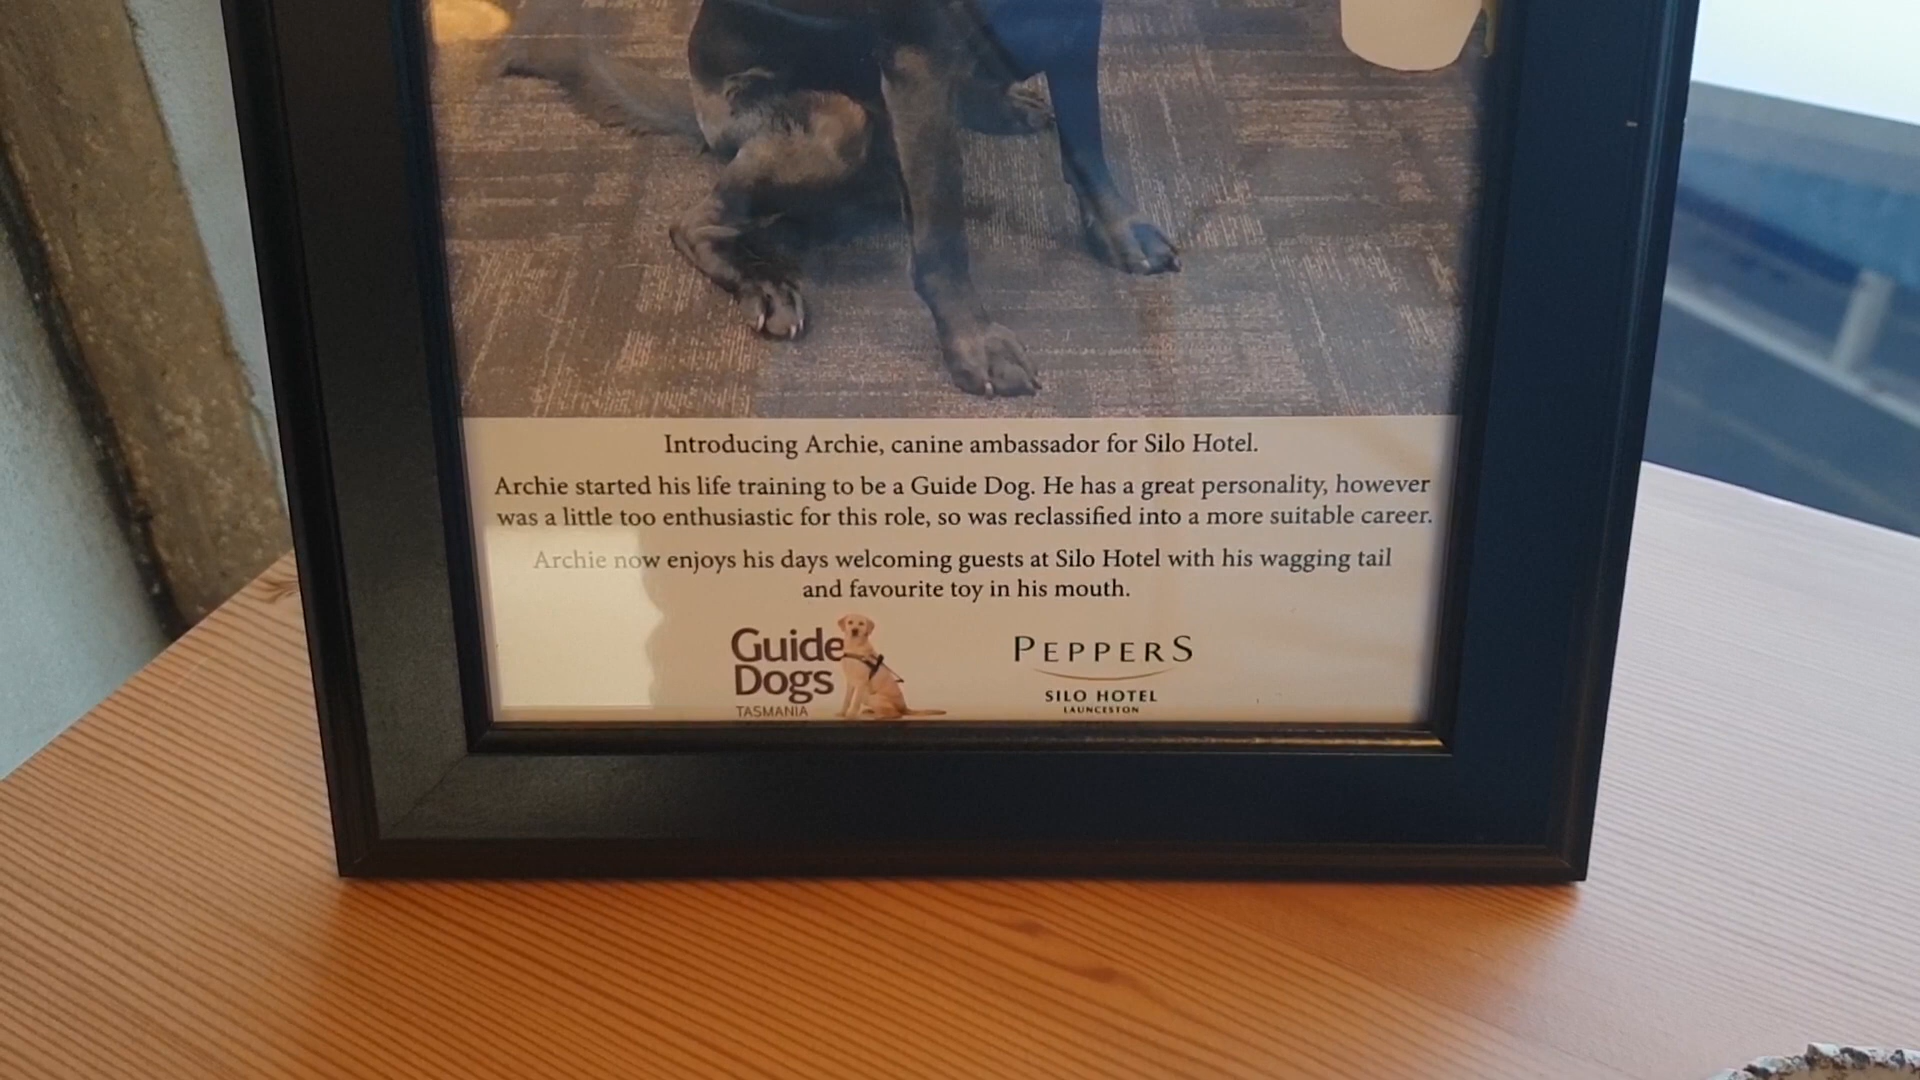 Introducing Archie, canine ambassador for Silo Hotel.
Archie started his life training to be a Guide Dog. He has a great personality, however
was a little too enthusiastic for this role, so was reclassified into a more suitable career.
Archie now enjoys his days welcoming guests at Silo Hotel with his wagging tail
and favourite toy in his mouth.
Guide
Dogs
TASMANIA
PEPPERS
SILO HOTEL
LAUNCESTON